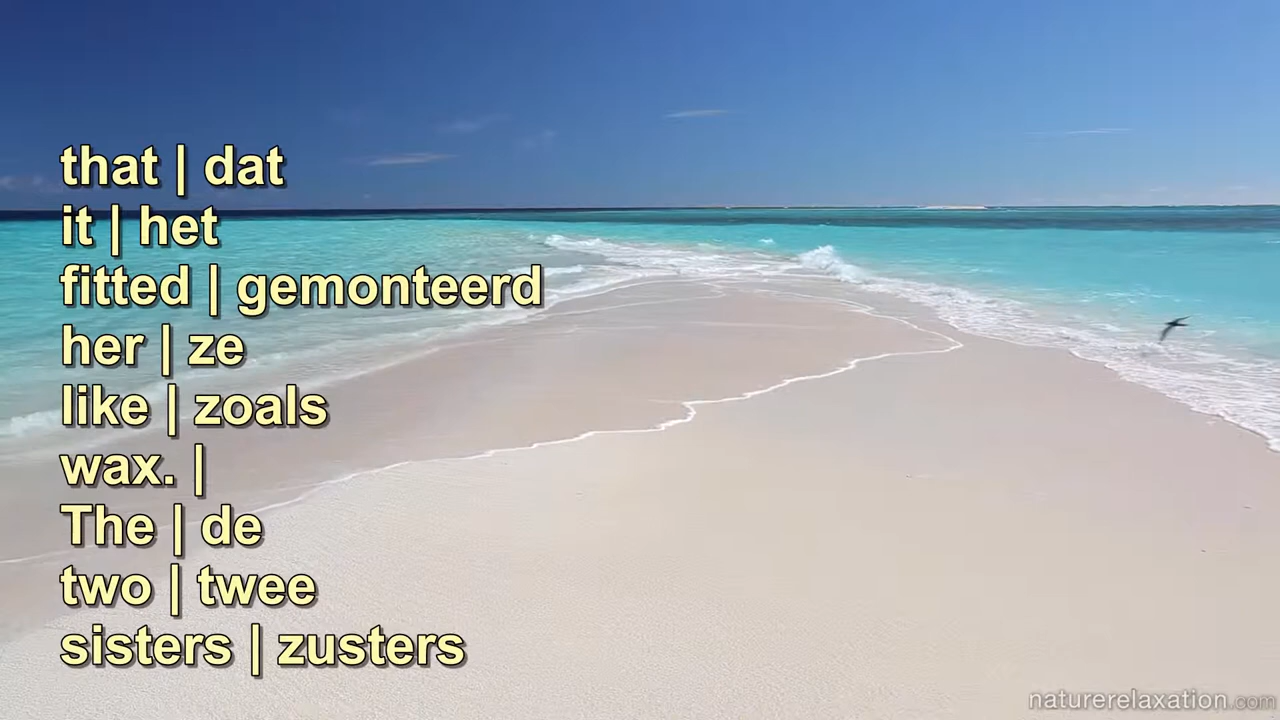 that | dat
it | het
fitted | gemonteerd
her | ze
like | zoals
wax. |
The | de
two | twee
sisters | zusters
naturerelaxation.com